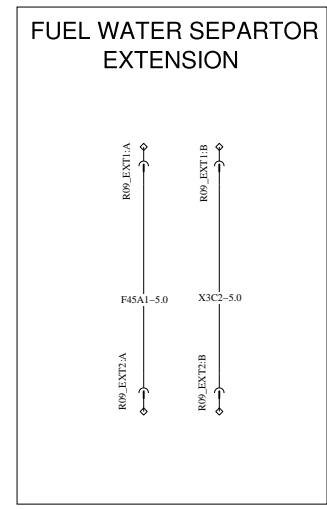 FUEL WATER SEPARTOR
EXTENSION
R09_EXT1:A
R09_EXT1:B
F45A1–5.0
X3C2–5.0
R09_EXT2:A
R09_EXT2:B